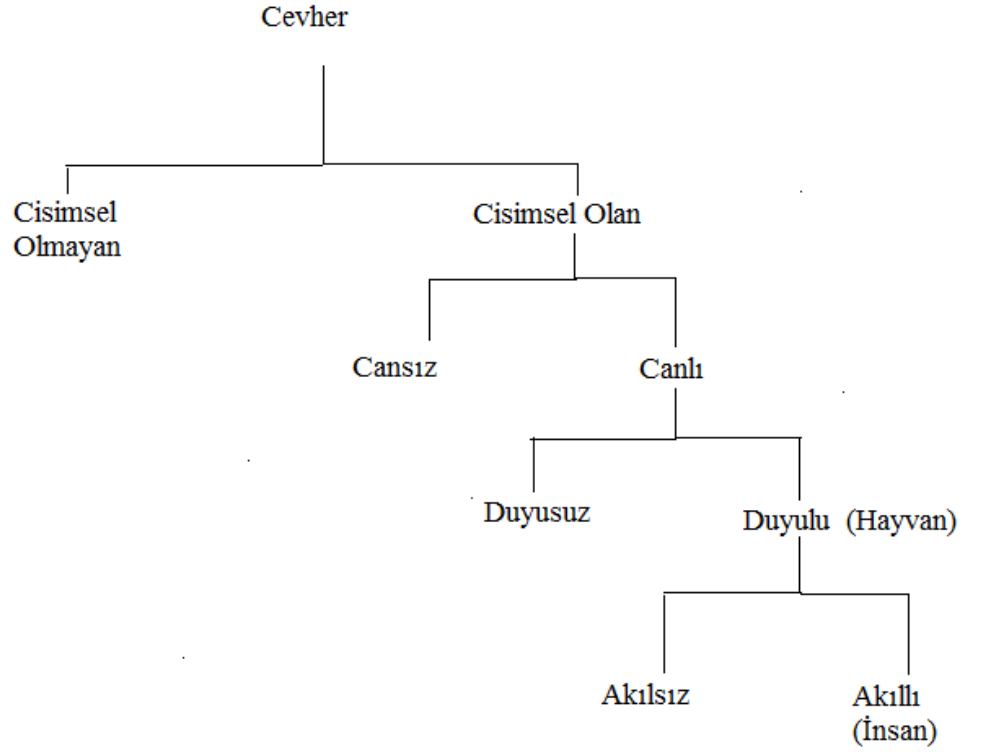 Cevher
Cisimsel
Olmayan
Cisimsel Olan
Cansız
Canlı
Duyusuz
Duyulu (Hayvan)
Akılsız
Akıllı
(İnsan)